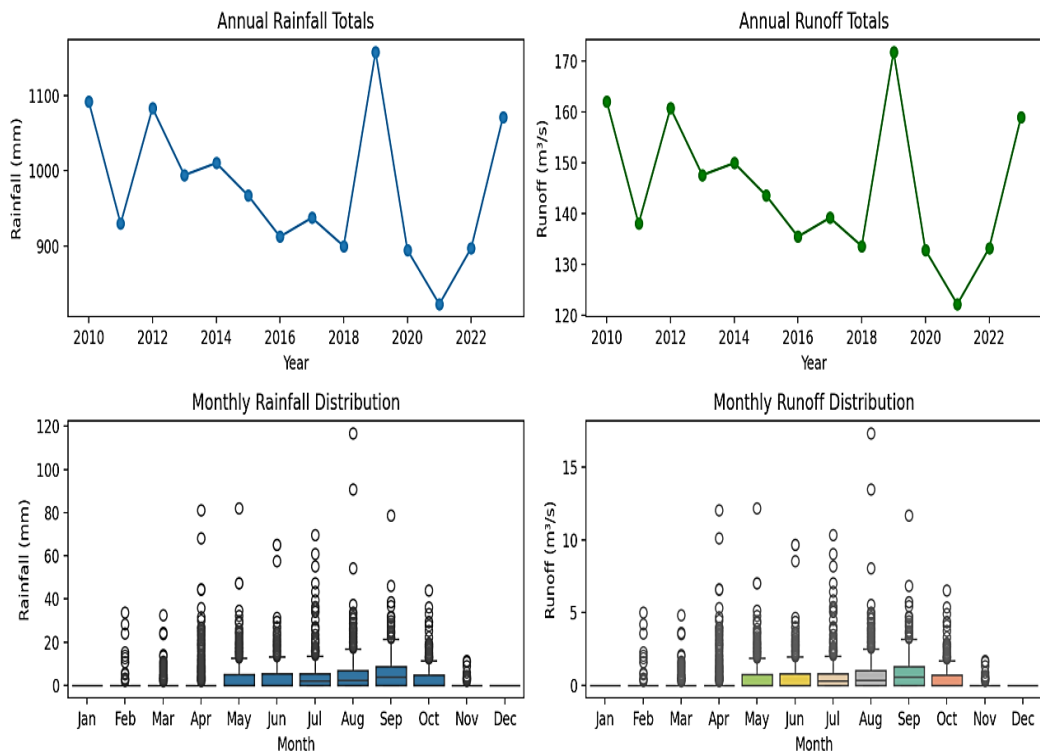 Annual Rainfall Totals
Rainfall (mm)
1100
1000
900
2010 2012 2014 2016 2018 2020 2022
Year
Annual Runoff Totals
Runoff (m³/s)
170
160
150
140
130
120
2010 2012 2014 2016 2018 2020 2022
Year
Monthly Rainfall Distribution
Rainfall (mm)
120
100
80
60
40
20
0
Jan Feb Mar Apr May Jun Jul Aug Sep Oct Nov Dec
Month
Monthly Runoff Distribution
Runoff (m³/s)
15
10
5
0
Jan Feb Mar Apr May Jun Jul Aug Sep Oct Nov Dec
Month